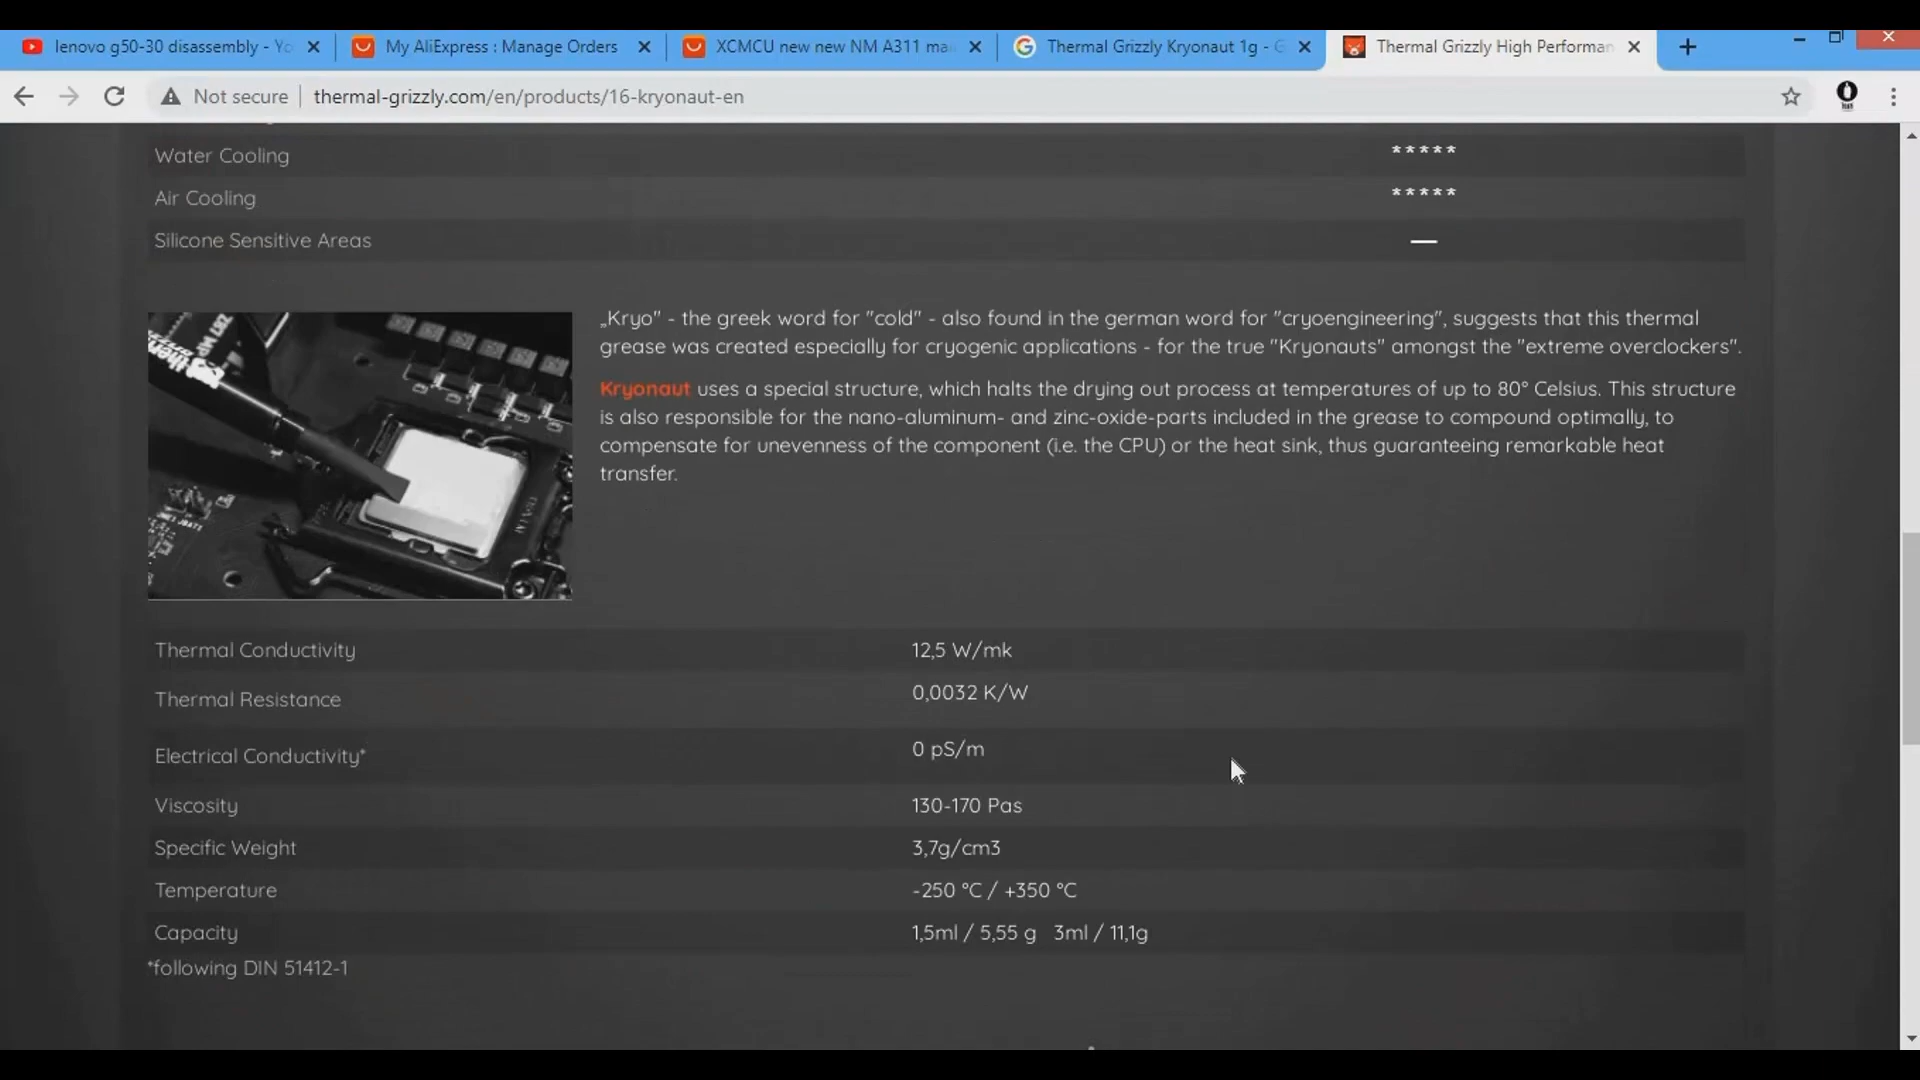 lenovo g50-30 disassembly - Yo
My AliExpress : Manage Orders
XCMCU new new NM A311 mai
Thermal Grizzly Kryonaut 1g - G
Thermal Grizzly High Performan
Not secure
thermal-grizzly.com/en/products/16-kryonaut-en
Water Cooling *****
Air Cooling *****
Silicone Sensitive Areas —
„Kryo" - the greek word for "cold" - also found in the german word for "cryoengineering", suggests that this thermal
grease was created especially for cryogenic applications - for the true "Kryonauts" amongst the "extreme overclockers".
Kryonaut uses a special structure, which halts the drying out process at temperatures of up to 80° Celsius. This structure
is also responsible for the nano-aluminum- and zinc-oxide-parts included in the grease to compound optimally, to
compensate for unevenness of the component (i.e. the CPU) or the heat sink, thus guaranteeing remarkable heat
transfer.
Thermal Conductivity 12,5 W/mk
Thermal Resistance 0,0032 K/W
Electrical Conductivity* 0 pS/m
Viscosity 130-170 Pas
Specific Weight 3,7g/cm3
Temperature -250 °C / +350 °C
Capacity 1,5ml / 5,55 g 3ml / 11,1g
*following DIN 51412-1